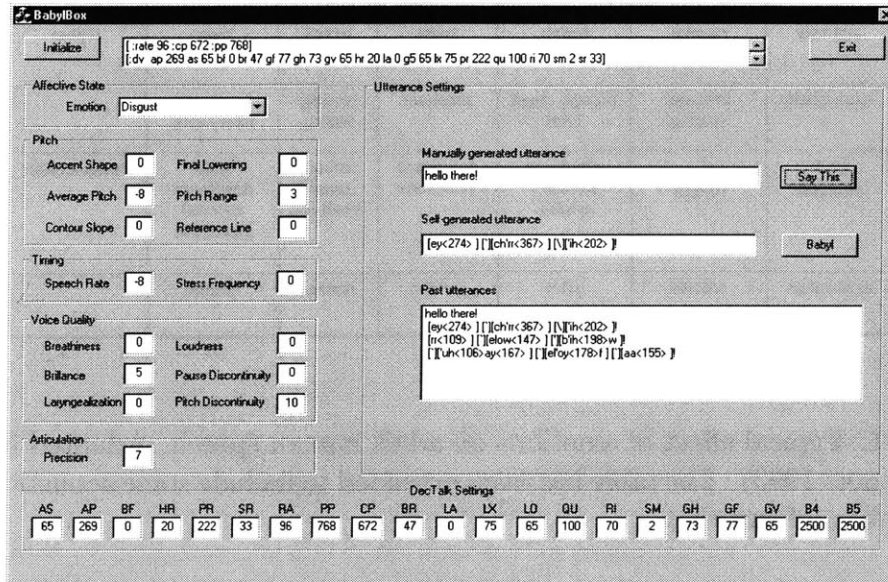 BabylBox
Initialize
[ :rate 96 :cp 672 :pp 768]
[:dv ap 269 as 65 bf 0 br 47 gf 77 gh 73 gv 65 hr 20 la 0 g5 65 lx 75 pr 222 qu 100 ri 70 sm 2 sr 33]
Exit
Affective State
Emotion Disgust
Pitch
Accent Shape 0 Final Lowering 0
Average Pitch -8 Pitch Range 3
Contour Slope 0 Reference Line 0
Timing
Speech Rate -8 Stress Frequency 0
Voice Quality
Breathiness 0 Loudness 0
Brillance 5 Pause Discontinuity 0
Laryngealization 0 Pitch Discontinuity 10
Articulation
Precision 7
Utterance Settings
Manually generated utterance
hello there!
Say This
Self-generated utterance
[ey<274> ] ['][ch'rr<367> ] [\]['ih<202> ]!
Babyl
Past utterances
hello there!
[ey<274> ] ['][ch'rr<367> ] [\]['ih<202> ]!
[rr<109> ] ['][elow<147> ] ["][b'ih<198>w ]!
[']['uh<106>ay<167> ] ['][el'oy<178>f ] ['][aa<155> ]!
DecTalk Settings
AS AP BF HR PR SR RA PP CP BR LA LX LO QU RI SM GH GF GV B4 B5
65 269 0 20 222 33 96 768 672 47 0 75 65 100 70 2 73 77 65 2500 2500